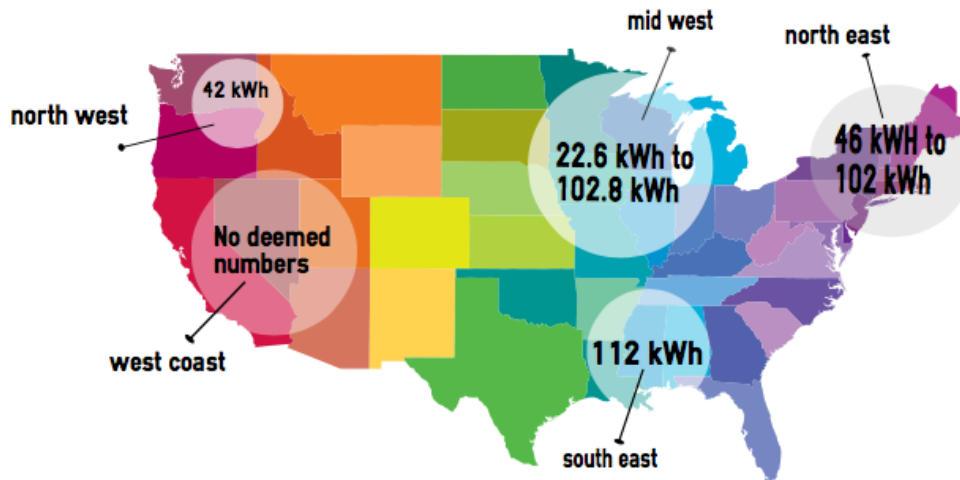 mid west
north east
42 kWh
north west
22.6 kWh to
102.8 kWh
46 kWH to
102 kWh
No deemed
numbers
west coast
112 kWh
south east